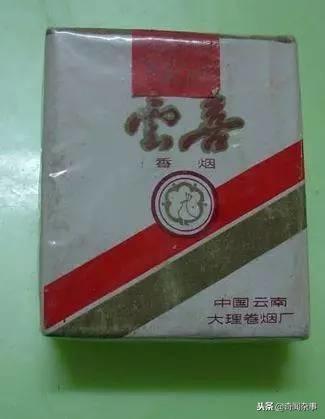 云喜
香烟
中国云南
大理卷烟厂
头条 @奇闻杂事